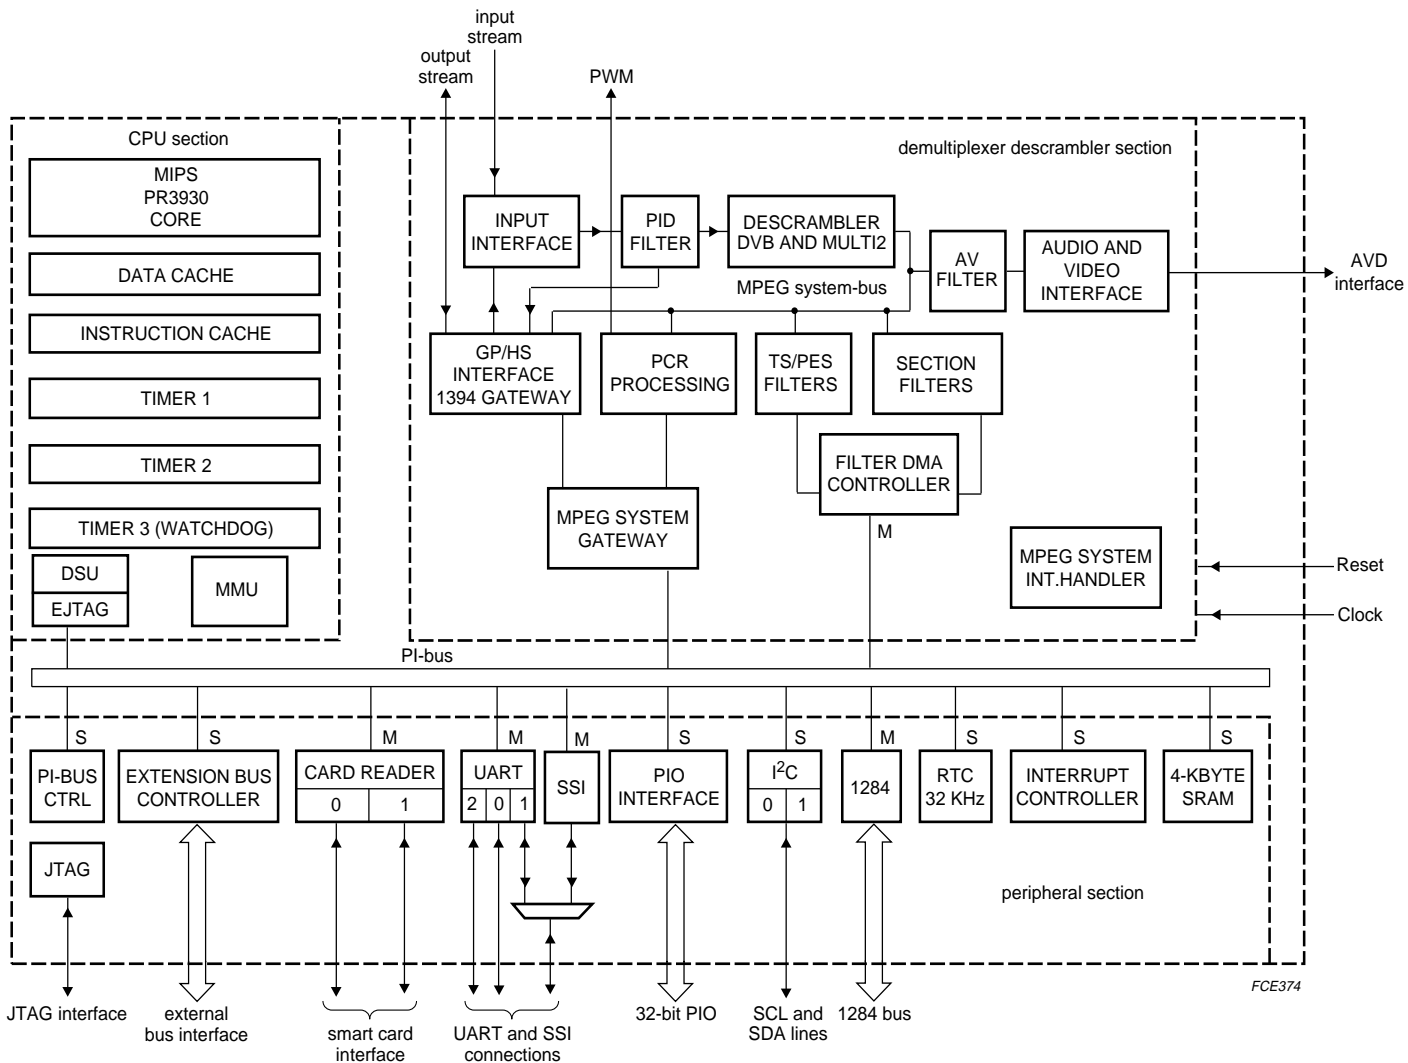 input
stream
output
stream
PWM
CPU section
MIPS
PR3930
CORE
DATA CACHE
INSTRUCTION CACHE
TIMER 1
TIMER 2
TIMER 3 (WATCHDOG)
DSU
EJTAG
MMU
demultiplexer descrambler section
INPUT
INTERFACE
PID
FILTER
DESCRAMBLER
DVB AND MULTI2
AV
FILTER
AUDIO AND
VIDEO
INTERFACE
AVD
interface
MPEG system-bus
GP/HS
INTERFACE
1394 GATEWAY
PCR
PROCESSING
TS/PES
FILTERS
SECTION
FILTERS
FILTER DMA
CONTROLLER
M
MPEG SYSTEM
GATEWAY
MPEG SYSTEM
INT.HANDLER
Reset
Clock
PI-bus
S
S
M
M
M
S
S
M
S
S
S
PI-BUS
CTRL
EXTENSION BUS
CONTROLLER
CARD READER
0 1
UART
2 0 1
SSI
PIO
INTERFACE
I²C
0 1
1284
RTC
32 KHz
INTERRUPT
CONTROLLER
4-KBYTE
SRAM
JTAG
peripheral section
FCE374
JTAG interface
external
bus interface
smart card
interface
UART and SSI
connections
32-bit PIO
SCL and
SDA lines
1284 bus